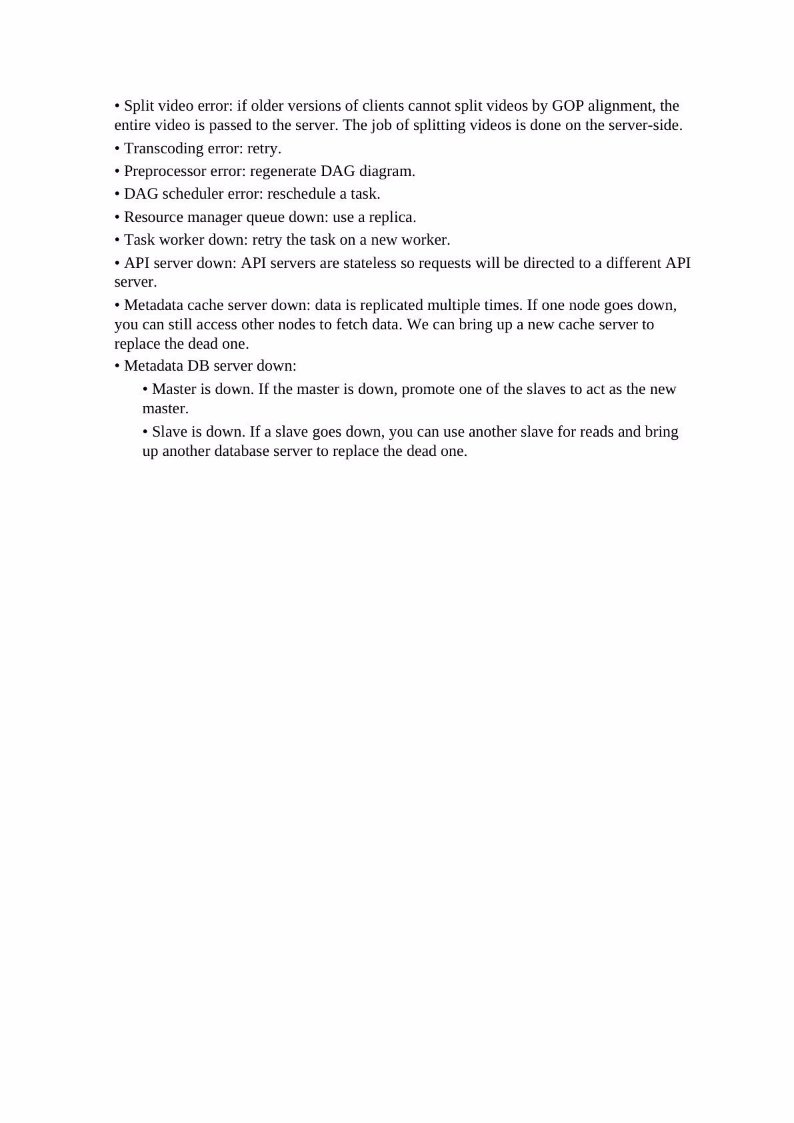 • Split video error: if older versions of clients cannot split videos by GOP alignment, the
entire video is passed to the server. The job of splitting videos is done on the server-side.
• Transcoding error: retry.
• Preprocessor error: regenerate DAG diagram.
• DAG scheduler error: reschedule a task.
• Resource manager queue down: use a replica.
• Task worker down: retry the task on a new worker.
• API server down: API servers are stateless so requests will be directed to a different API
server.
• Metadata cache server down: data is replicated multiple times. If one node goes down,
you can still access other nodes to fetch data. We can bring up a new cache server to
replace the dead one.
• Metadata DB server down:
• Master is down. If the master is down, promote one of the slaves to act as the new
master.
• Slave is down. If a slave goes down, you can use another slave for reads and bring
up another database server to replace the dead one.